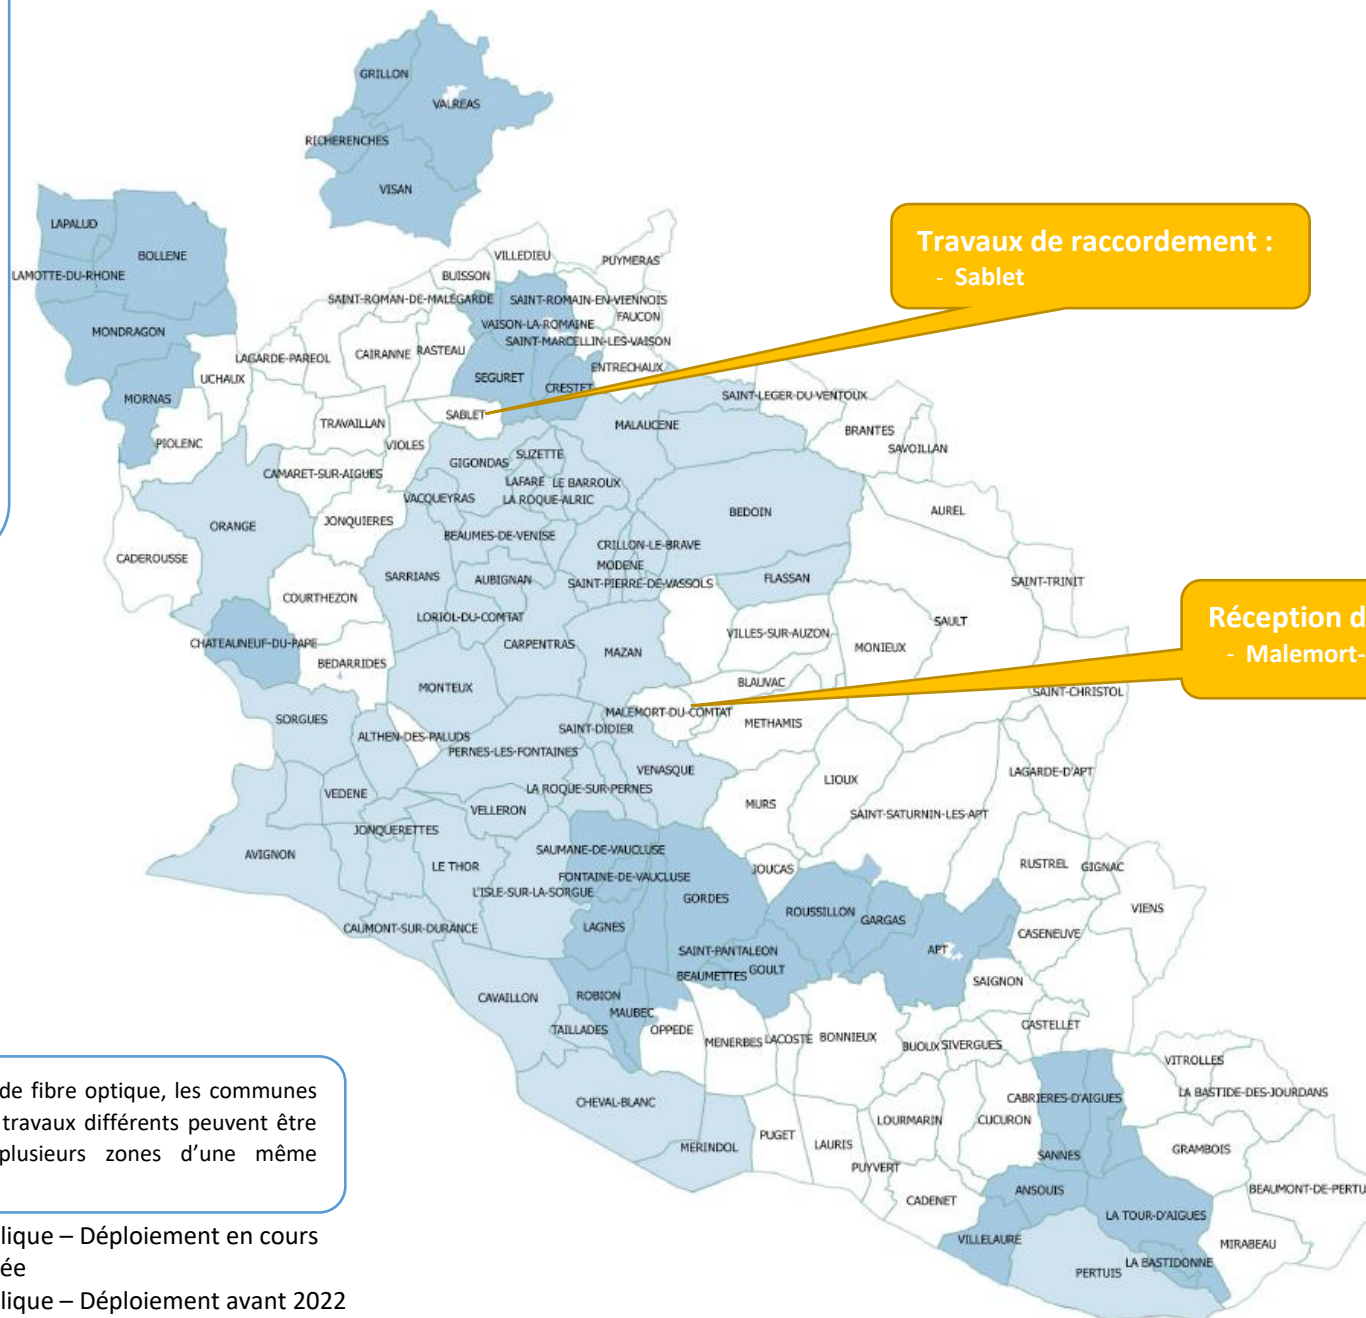 GRILLON
VALREAS
RICHERENCHES
VISAN
LAPALUD
BOLLENE
LAMOTTE-DU-RHONE
MONDRAGON
MORNAS
UCHAUX
PIOLENC
LAGARDE-PAREOL
VILLEDIEU
BUISSON
PUYMERAS
SAINT-ROMAN-DE-MALEGARDE
SAINT-ROMAIN-EN-VIENNOIS
FAUCON
VAISON-LA-ROMAINE
SAINT-MARCELLIN-LES-VAISON
CAIRANNE
RASTEAU
ENTRECHAUX
SEGURET
CRESTET
Travaux de raccordement :
- Sablet
SABLET
SAINT-LEGER-DU-VENTOUX
TRAVAILLAN
VIOLES
MALAUCENE
BRANTES
SAVOILLAN
CAMARET-SUR-AIGUES
GIGONDAS
SUZETTE
LAFARE
LE BARROUX
VACQUEYRAS
LA ROQUE-ALRIC
ORANGE
JONQUIERES
BEDOIN
AUREL
CADEROUSSE
BEAUMES-DE-VENISE
CRILLON-LE-BRAVE
MODENE
SARRIANS
AUBIGNAN
SAINT-PIERRE-DE-VASSOLS
FLASSAN
SAINT-TRINIT
COURTHEZON
LORIOL-DU-COMTAT
SAULT
CHATEAUNEUF-DU-PAPE
CARPENTRAS
MAZAN
VILLES-SUR-AUZON
MONIEUX
Réception d
- Malemort-
BEDARRIDES
MONTEUX
BLAUVAC
SAINT-CHRISTOL
SORGUES
MALEMORT-DU-COMTAT
METHAMIS
ALTHEN-DES-PALUDS
SAINT-DIDIER
PERNES-LES-FONTAINES
VENASQUE
LIOUX
LAGARDE-D'APT
VEDENE
LA ROQUE-SUR-PERNES
MURS
VELLERON
SAINT-SATURNIN-LES-APT
JONQUERETTES
AVIGNON
SAUMANE-DE-VAUCLUSE
LE THOR
JOUCAS
RUSTREL
GIGNAC
FONTAINE-DE-VAUCLUSE
L'ISLE-SUR-LA-SORGUE
GORDES
ROUSSILLON
GARGAS
VIENS
CAUMONT-SUR-DURANCE
LAGNES
CASENEUVE
SAINT-PANTALEON
APT
BEAUMETTES
GOULT
SAIGNON
CAVAILLON
ROBION
MAUBEC
TAILLADES
OPPEDE
MENERBES
LACOSTE
BONNIEUX
BUOUX
SIVERGUES
CASTELLET
VITROLLES
LA BASTIDE-DES-JOURDANS
CHEVAL-BLANC
CABRIERES-D'AIGUES
LOURMARIN
CUCURON
MERINDOL
PUGET
LAURIS
PUYVERT
SANNES
GRAMBOIS
CADENET
ANSOUIS
BEAUMONT-DE-PERTU
LA TOUR-D'AIGUES
VILLELAURE
MIRABEAU
PERTUIS
LA BASTIDONNE
de fibre optique, les communes
travaux différents peuvent être
plusieurs zones d'une même
lique – Déploiement en cours
ée
lique – Déploiement avant 2022